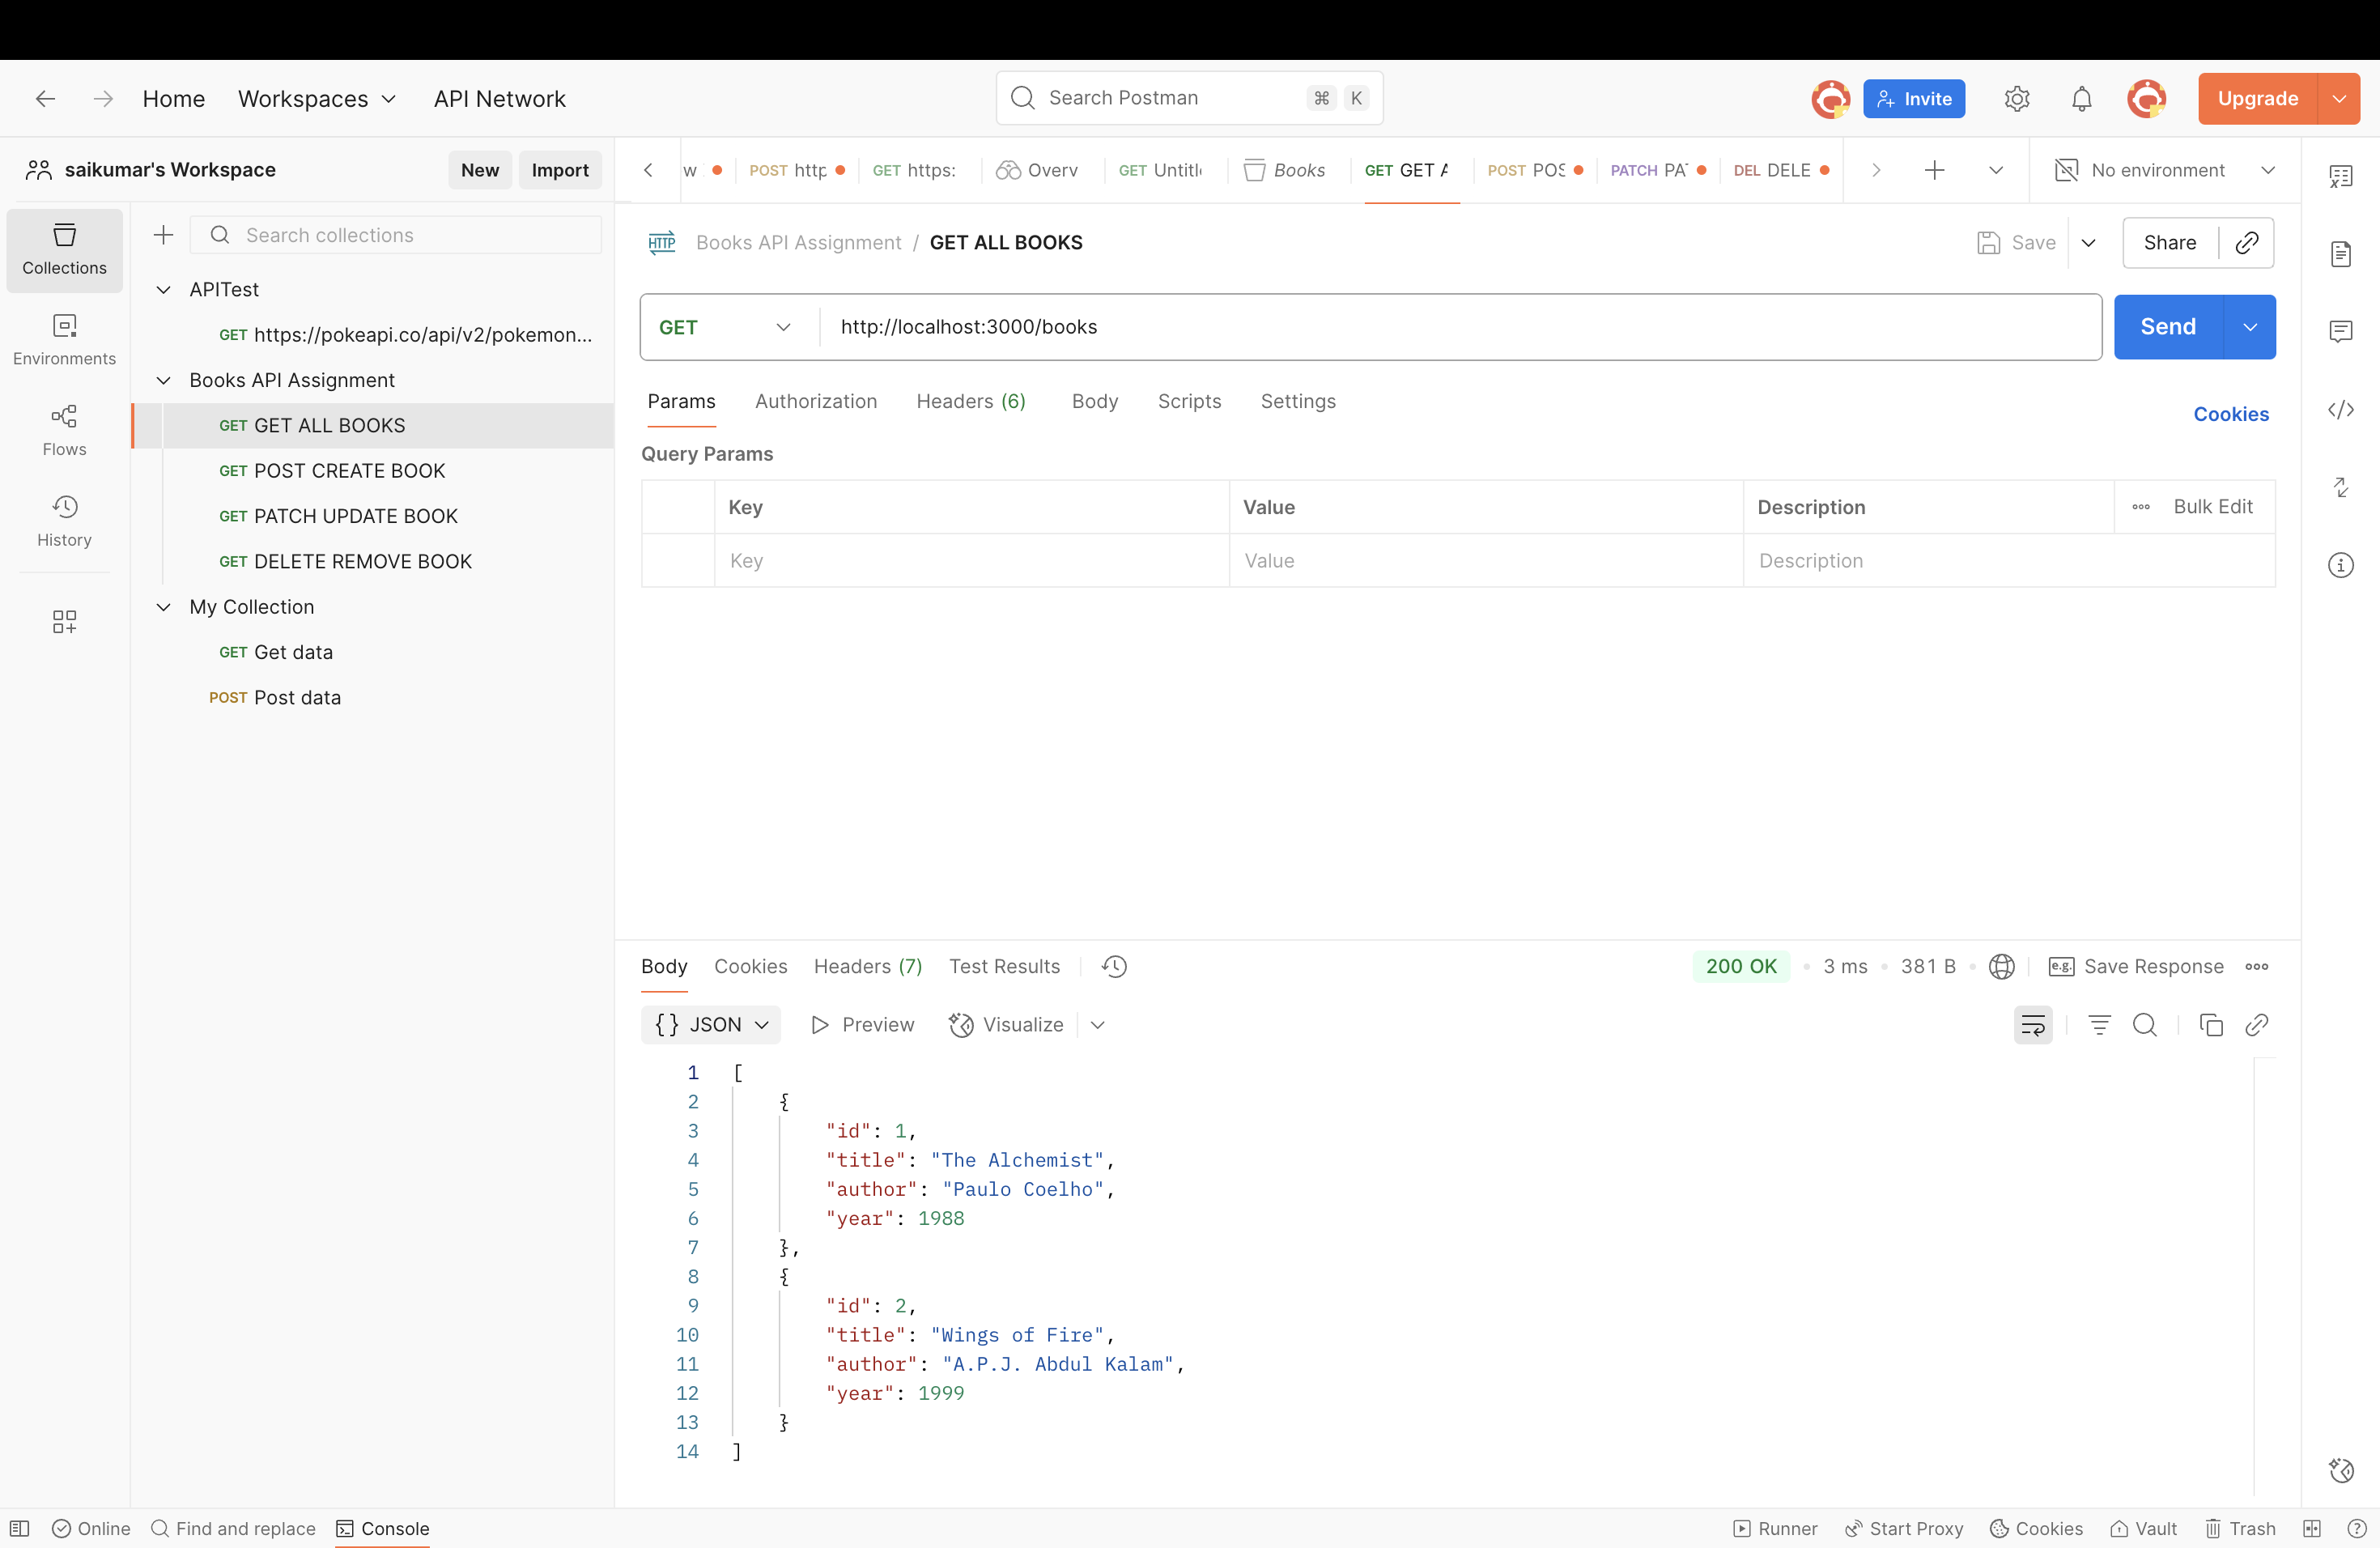 Home Workspaces API Network
Search Postman ⌘ K
Invite
Upgrade
saikumar's Workspace
New Import
w POST http GET https: Overv GET Untitl Books GET GET A POST POS PATCH PAT DEL DELE
No environment
Collections
Environments
Flows
History
Search collections
APITest
GET https://pokeapi.co/api/v2/pokemon...
Books API Assignment
GET GET ALL BOOKS
GET POST CREATE BOOK
GET PATCH UPDATE BOOK
GET DELETE REMOVE BOOK
My Collection
GET Get data
POST Post data
HTTP Books API Assignment / GET ALL BOOKS
Save Share
GET http://localhost:3000/books
Send
Params Authorization Headers (6) Body Scripts Settings
Cookies
Query Params
Key Value Description Bulk Edit
Key Value Description
Body Cookies Headers (7) Test Results
200 OK 3 ms 381 B e.g. Save Response
{} JSON Preview Visualize
1 [
2 {
3 "id": 1,
4 "title": "The Alchemist",
5 "author": "Paulo Coelho",
6 "year": 1988
7 },
8 {
9 "id": 2,
10 "title": "Wings of Fire",
11 "author": "A.P.J. Abdul Kalam",
12 "year": 1999
13 }
14 ]
Online Find and replace Console
Runner Start Proxy Cookies Vault Trash